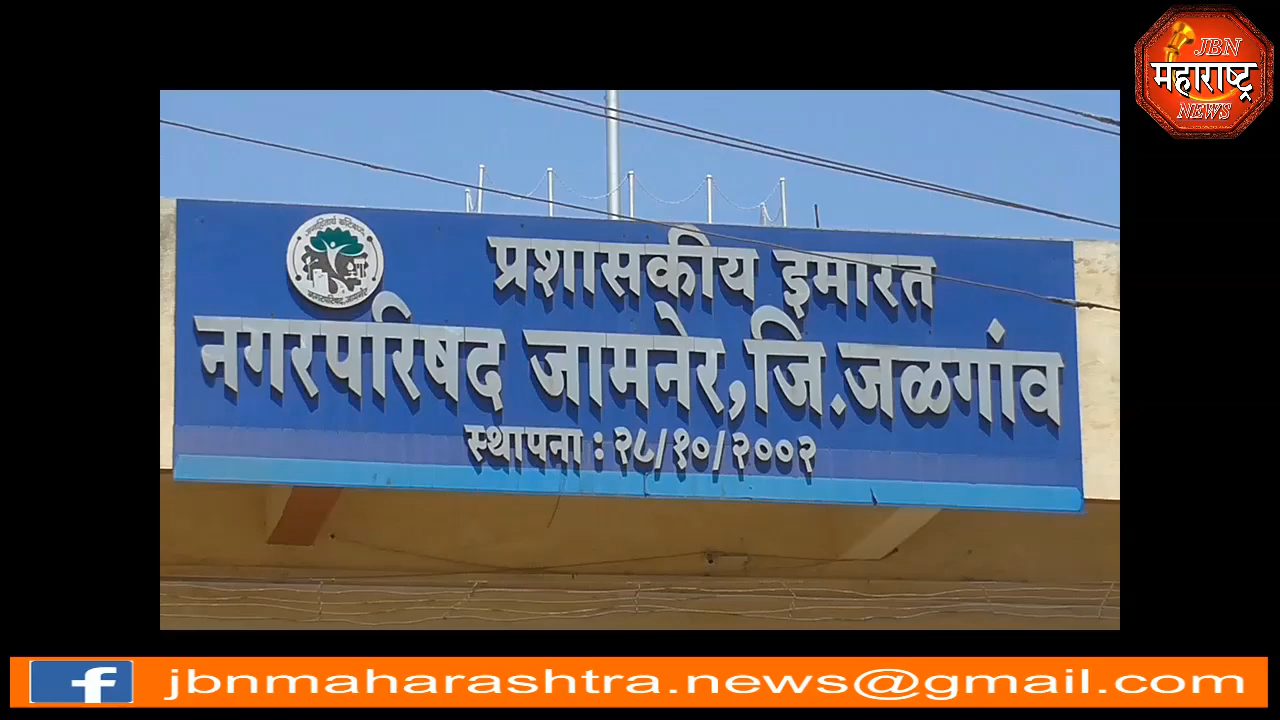 JBN
महाराष्ट्र
NEWS
प्रशासकीय इमारत
नगरपरिषद जामनेर, जि. जळगांव
स्थापना : २८/१०/२००२
f jbnmaharashtra.news@gmail.com